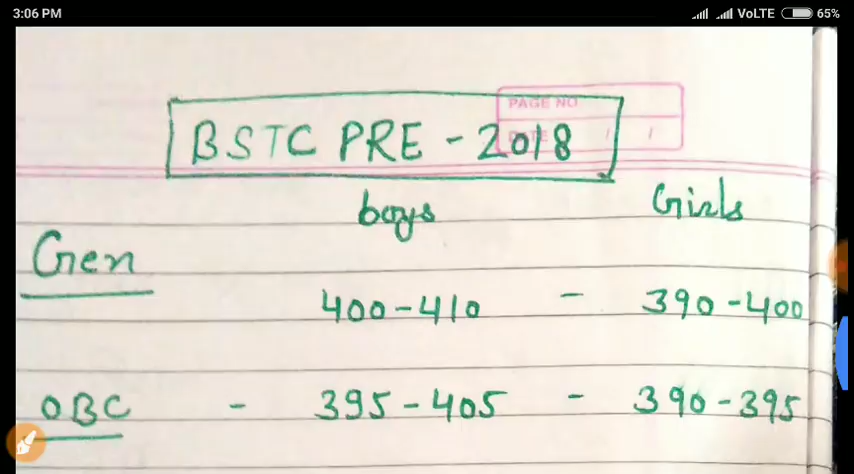 3:06 PM VoLTE 65%
PAGE NO
DATE / /
BSTC PRE - 2018
boys Girls
Gen
400-410 - 390-400
OBC - 395-405 - 390-395